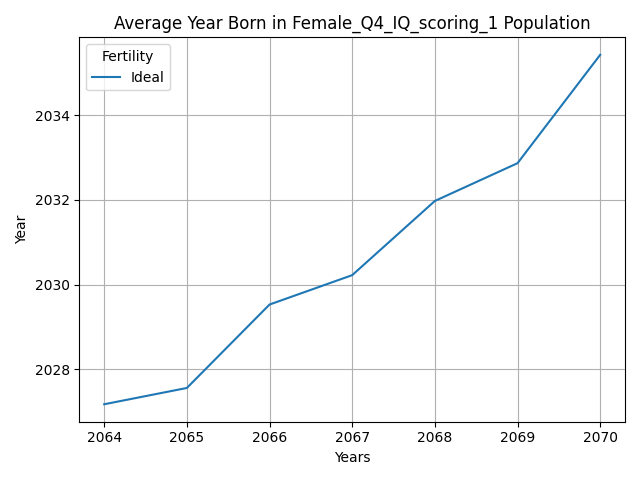 Average Year Born in Female_Q4_IQ_scoring_1 Population
Fertility
Ideal
Year
2034
2032
2030
2028
2064 2065 2066 2067 2068 2069 2070
Years